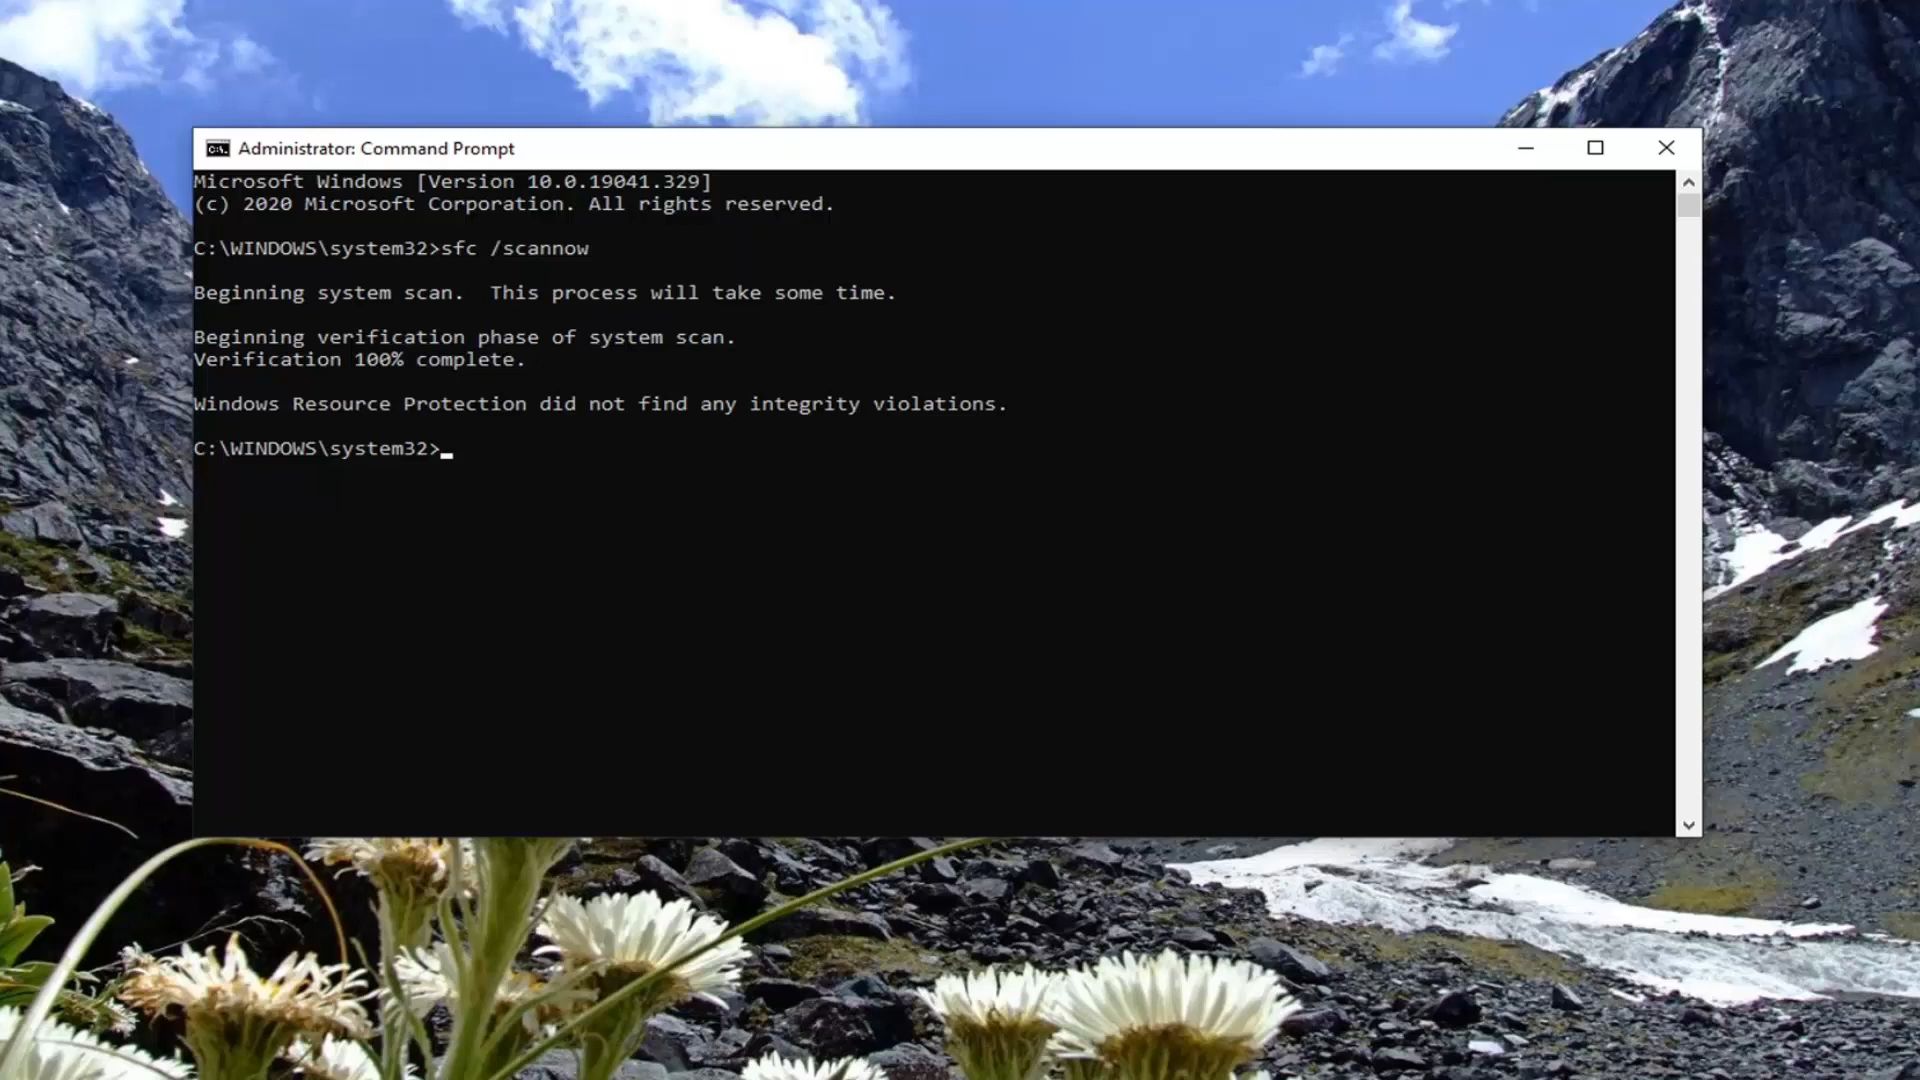 Administrator: Command Prompt
Microsoft Windows [Version 10.0.19041.329]
(c) 2020 Microsoft Corporation. All rights reserved.
C:\WINDOWS\system32>sfc /scannow
Beginning system scan.  This process will take some time.
Beginning verification phase of system scan.
Verification 100% complete.
Windows Resource Protection did not find any integrity violations.
C:\WINDOWS\system32>